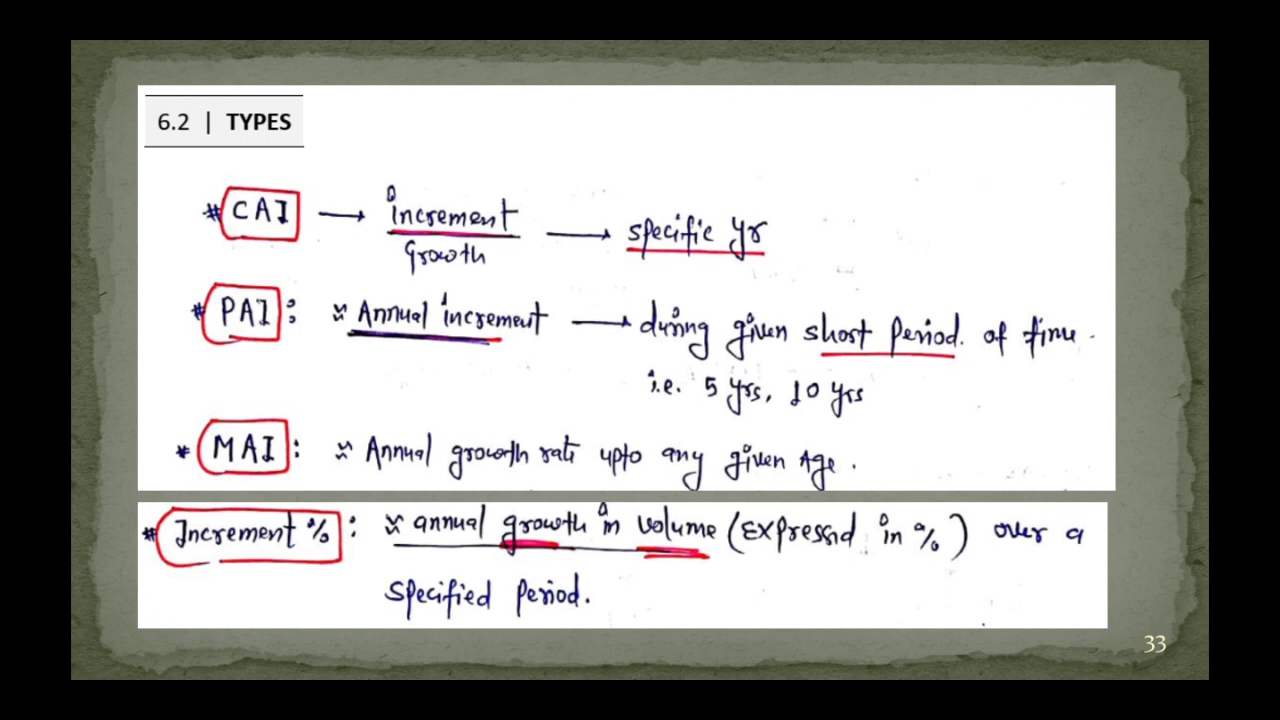 6.2 | TYPES
* CAI → increment → specific yr
Growth
* PAI : Annual increment → during given short Period. of time.
i.e. 5 yrs, 10 yrs
* MAI : Annual growth rate upto any given Age.
* Increment % : annual growth in volume (Expressed in %) over a
specified period.
33